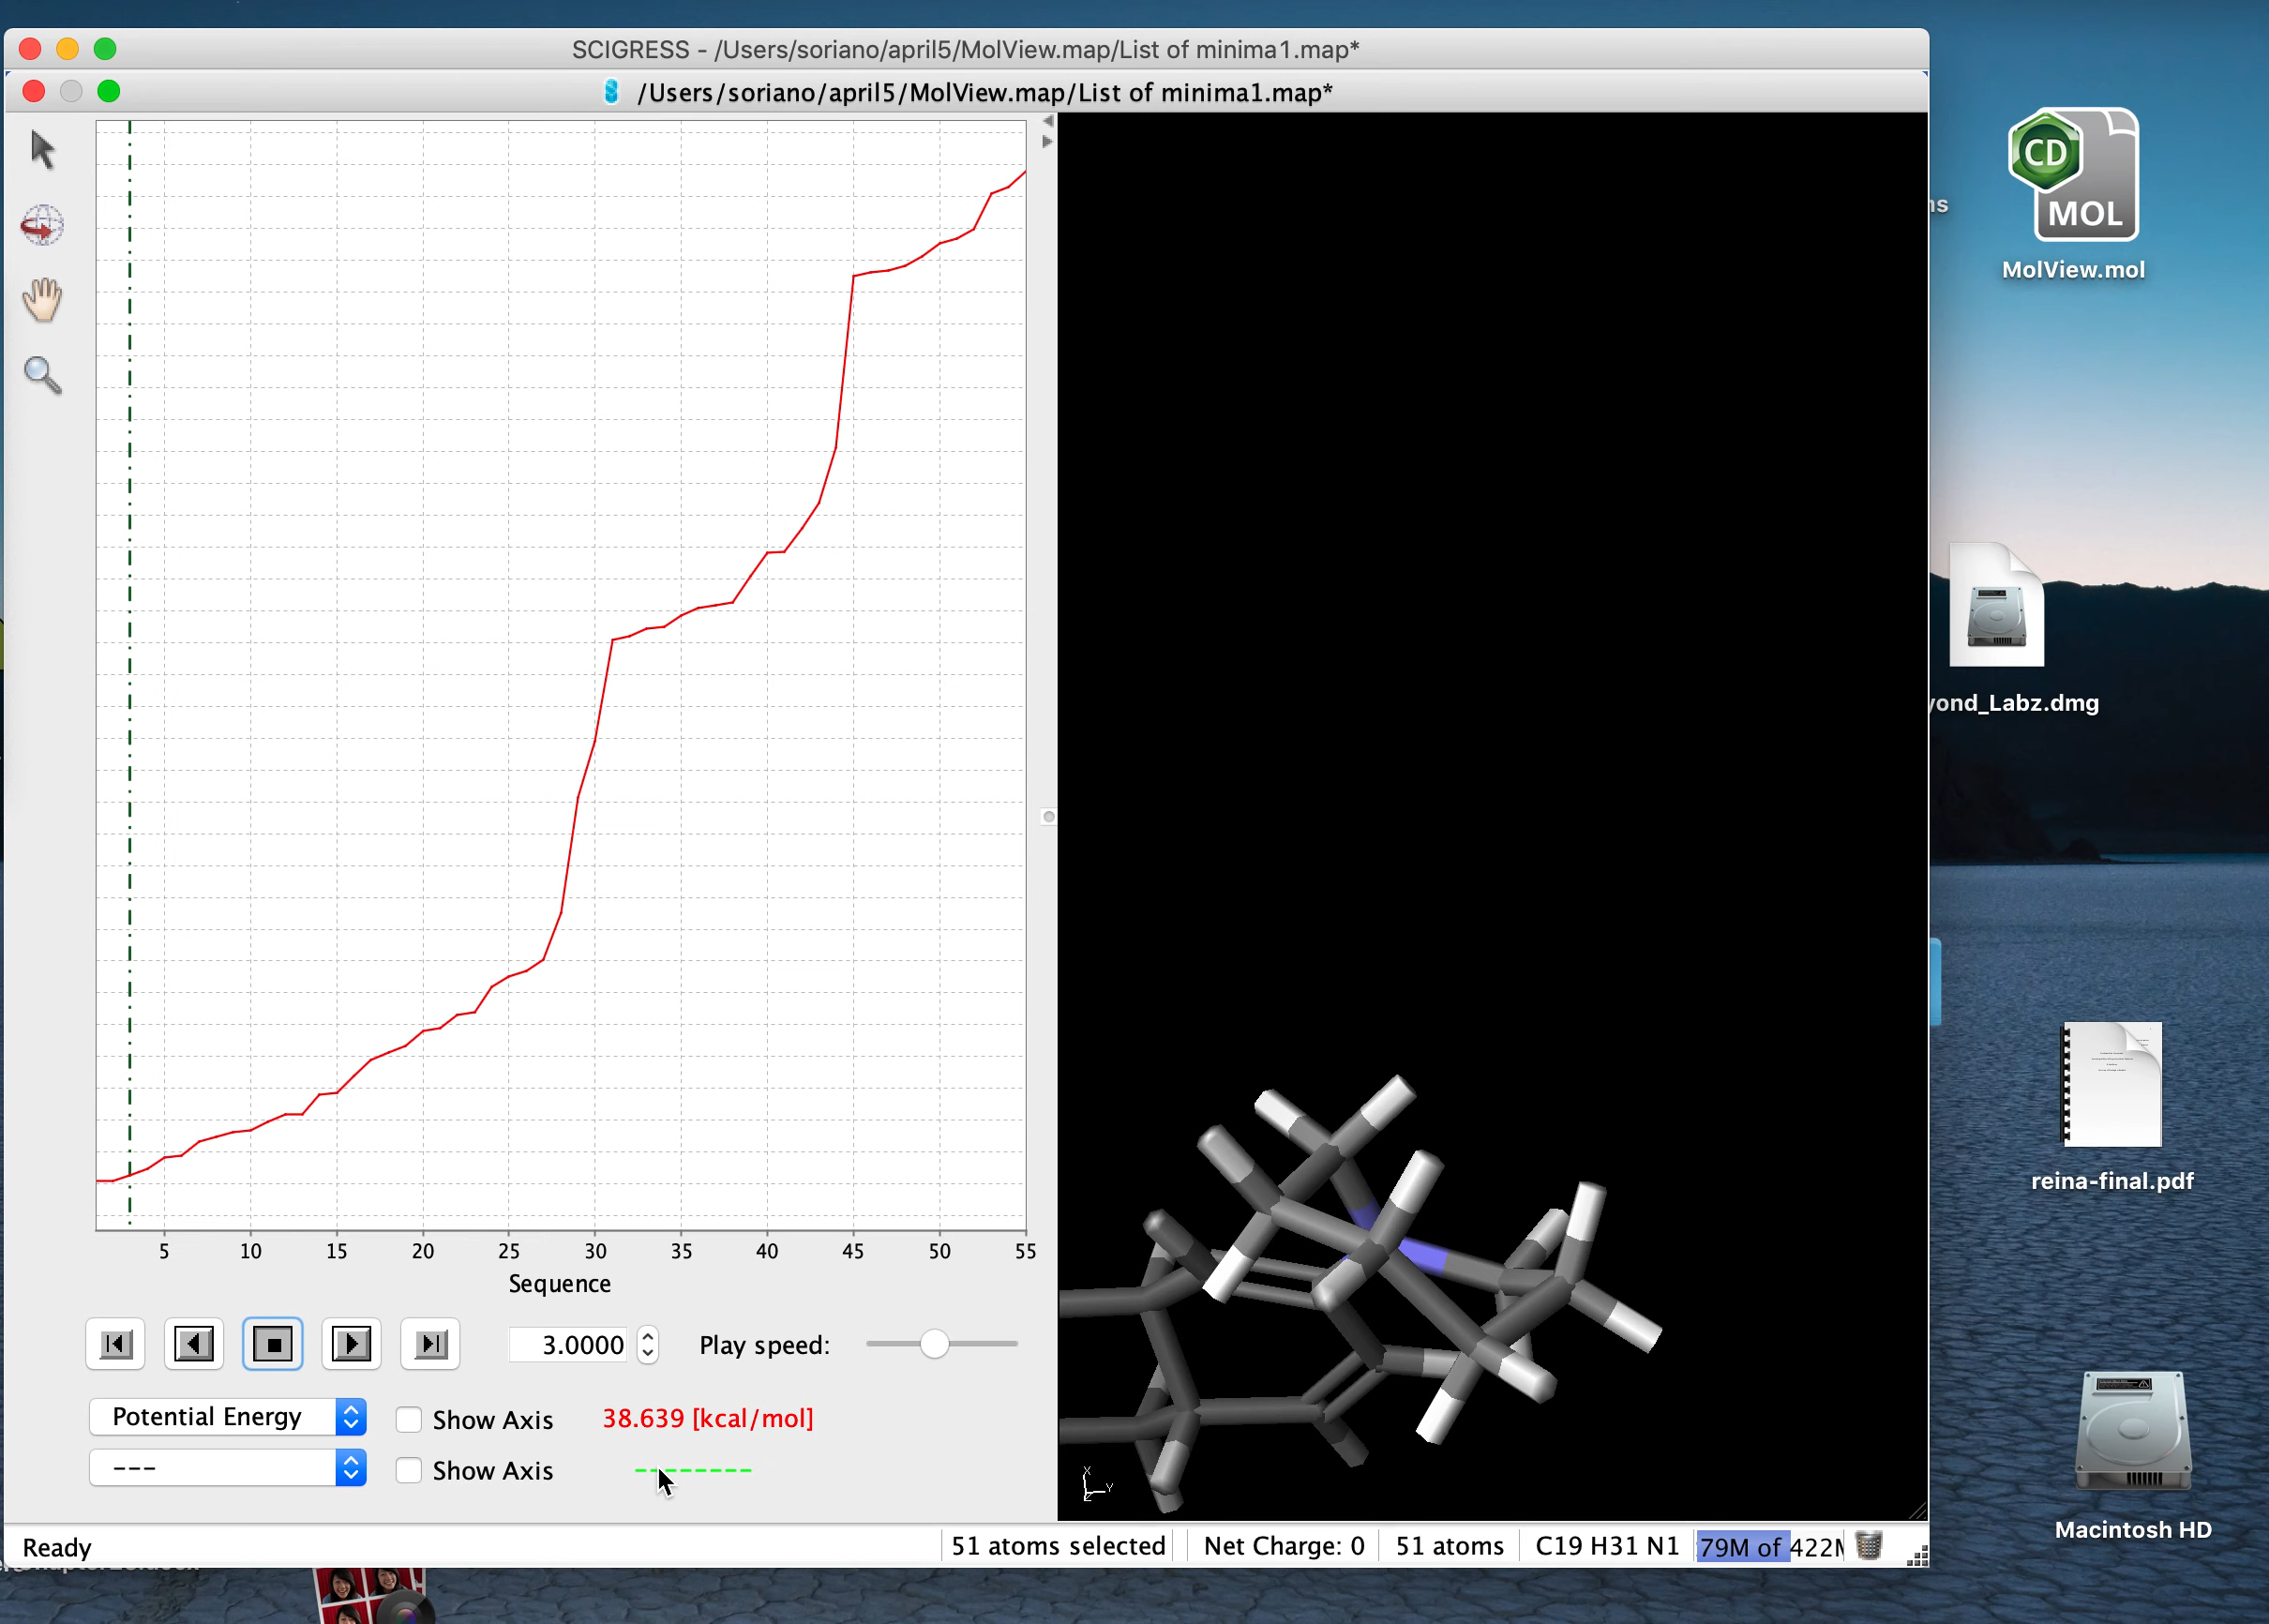 SCIGRESS - /Users/soriano/april5/MolView.map/List of minima1.map*
/Users/soriano/april5/MolView.map/List of minima1.map*
CD
MOL
MolView.mol
yond_Labz.dmg
reina-final.pdf
Macintosh HD
5 10 15 20 25 30 35 40 45 50 55
Sequence
3.0000 Play speed:
Potential Energy Show Axis 38.639 [kcal/mol]
--- Show Axis ---------
X
Y
Z
Ready 51 atoms selected Net Charge: 0 51 atoms C19 H31 N1 79M of 422M